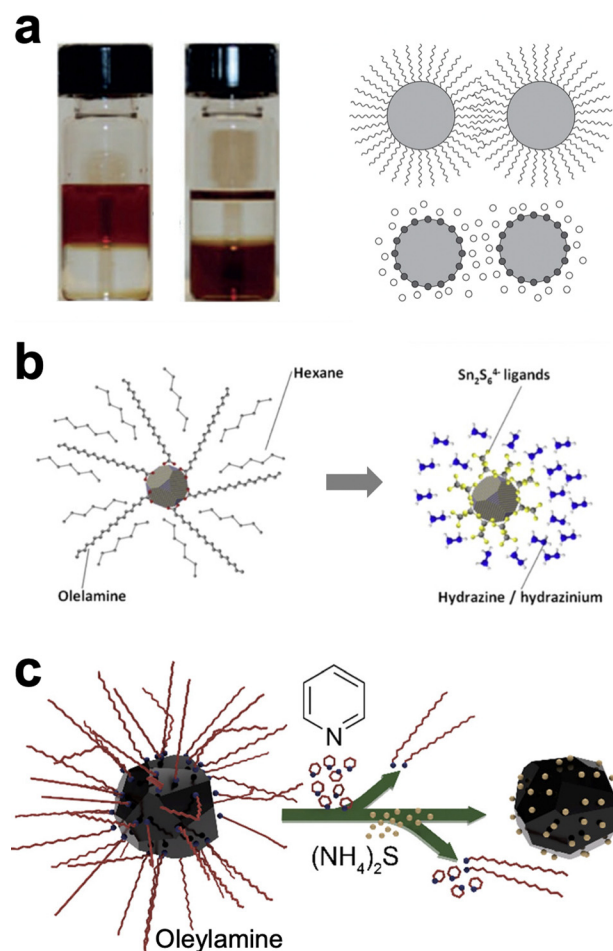 a
b
Hexane
Sn₂S₆⁴⁻ ligands
Olelamine
Hydrazine / hydrazinium
c
N
(NH₄)₂S
Oleylamine